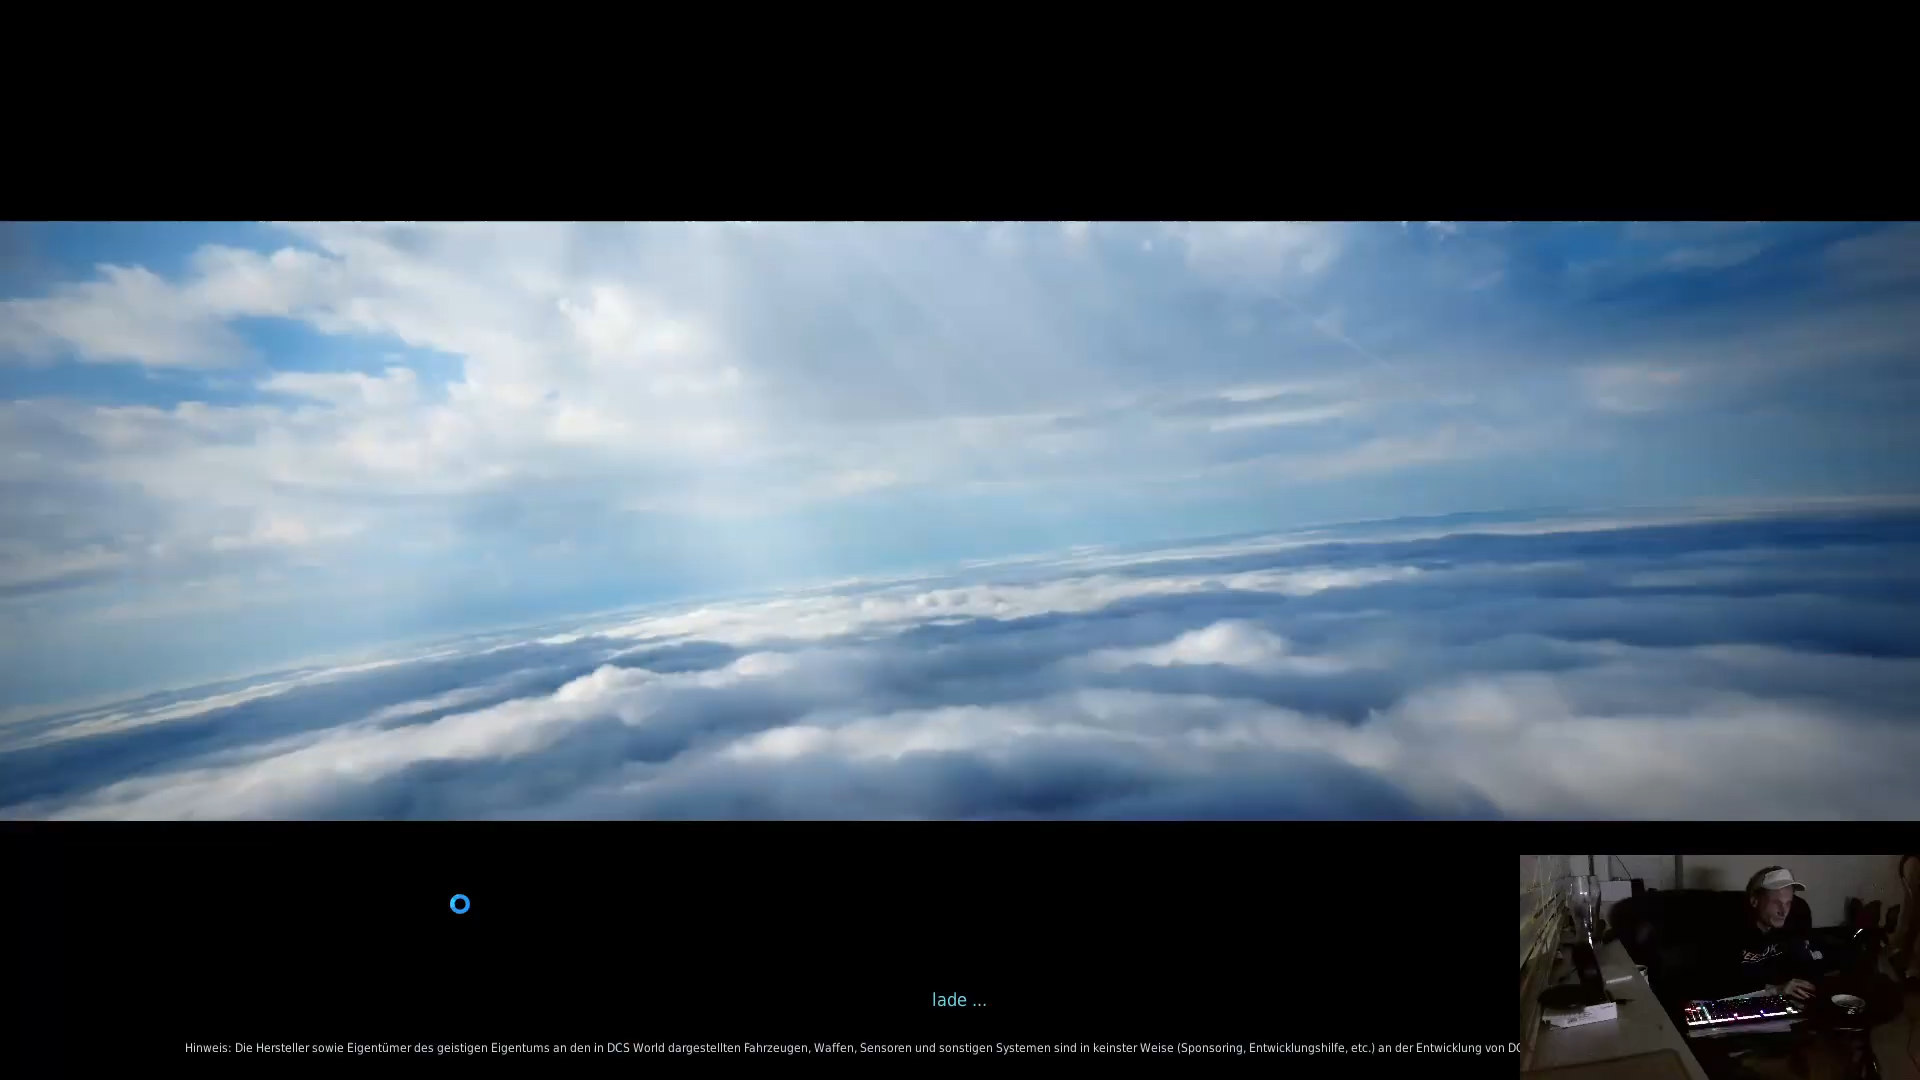 lade ...
Hinweis: Die Hersteller sowie Eigentümer des geistigen Eigentums an den in DCS World dargestellten Fahrzeugen, Waffen, Sensoren und sonstigen Systemen sind in keinster Weise (Sponsoring, Entwicklungshilfe, etc.) an der Entwicklung von